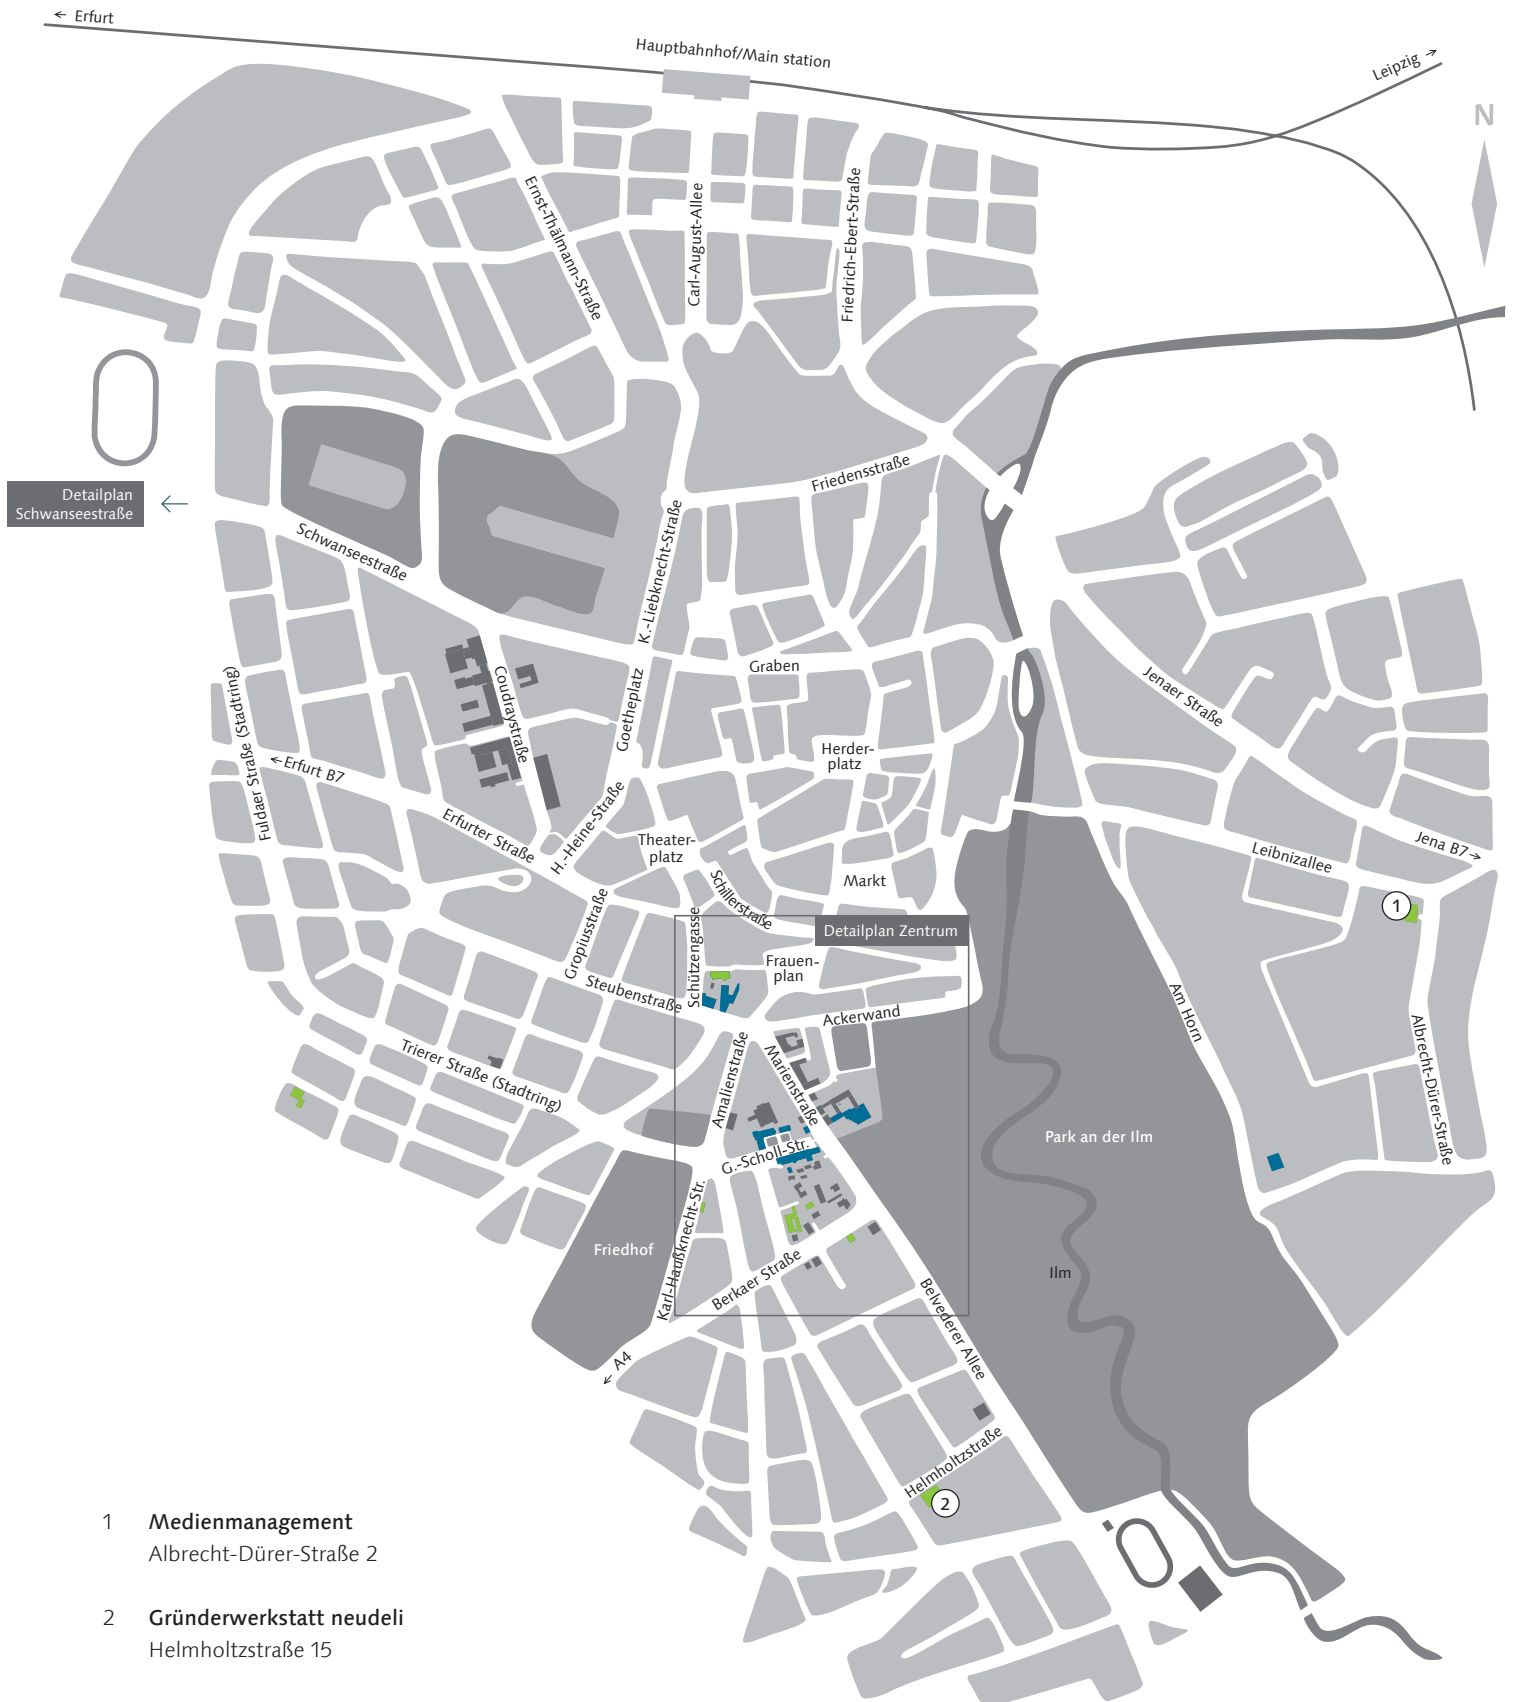 ← Erfurt
Hauptbahnhof/Main station
Leipzig →
N
Ernst-Thälmann-Straße
Carl-August-Allee
Friedrich-Ebert-Straße
Detailplan
Schwanseestraße
←
Friedensstraße
Schwanseestraße
K.-Liebknecht-Straße
Graben
Coudraystraße
Goetheplatz
Jenaer Straße
Fuldaer Straße (Stadtring)
← Erfurt B7
Herder-
platz
Erfurter Straße
H.-Heine-Straße
Theater-
platz
Leibnizallee
Jena B7 →
Markt
Schillerstraße
1
Gropiusstraße
Schützengasse
Detailplan Zentrum
Frauen-
plan
Steubenstraße
Ackerwand
Am Horn
Albrecht-Dürer-Straße
Trierer Straße (Stadtring)
Amalienstraße
Marienstraße
G.-Scholl-Str.
Park an der Ilm
Karl-Haußknecht-Str.
Friedhof
Berkaer Straße
Ilm
Belvederer Allee
← A4
Helmholtzstraße
2
1 Medienmanagement
Albrecht-Dürer-Straße 2
2 Gründerwerkstatt neudeli
Helmholtzstraße 15